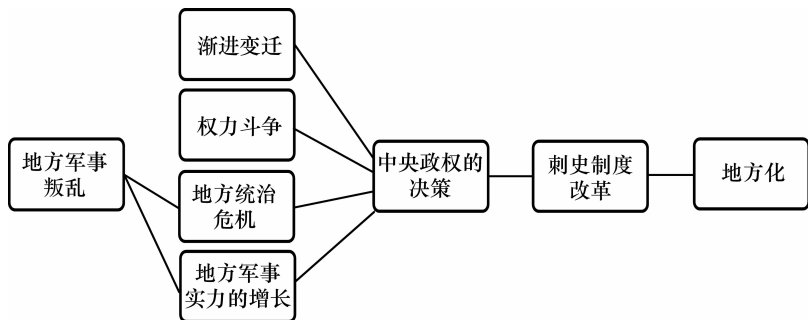 渐进变迁
权力斗争
地方军事
叛乱
地方统治
危机
地方军事
实力的增长
中央政权的
决策
刺史制度
改革
地方化